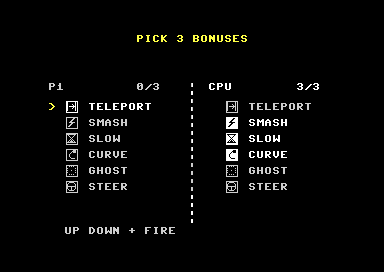 PICK 3 BONUSES
P1 0/3
> TELEPORT
SMASH
SLOW
CURVE
GHOST
STEER
CPU 3/3
TELEPORT
SMASH
SLOW
CURVE
GHOST
STEER
UP DOWN + FIRE